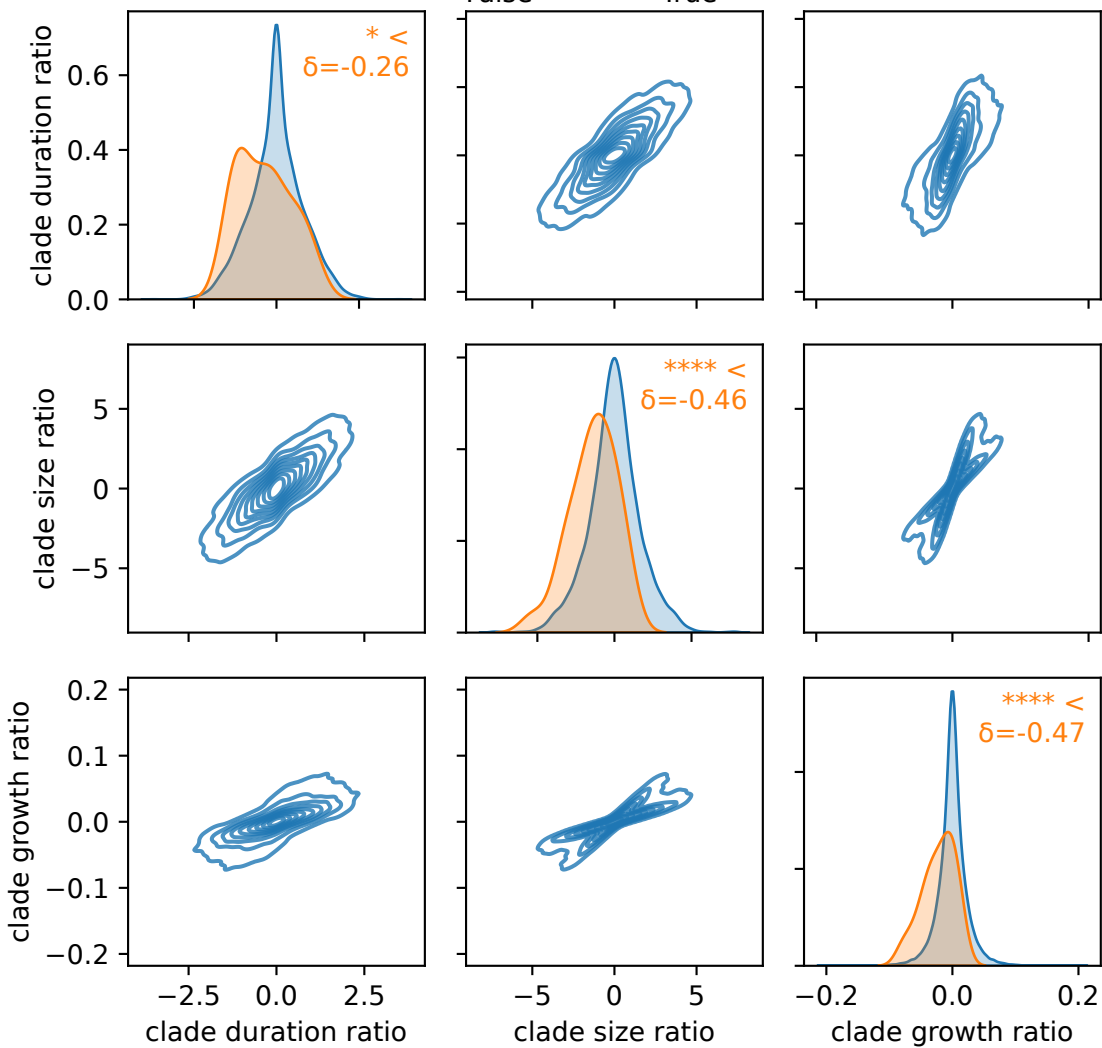 clade duration ratio
0.6
0.4
0.2
0.0
* <
δ=-0.26
clade size ratio
5
0
−5
**** <
δ=-0.46
clade growth ratio
0.2
0.1
0.0
−0.1
−0.2
**** <
δ=-0.47
−2.5 0.0 2.5
−5 0 5
−0.2 0.0 0.2
clade duration ratio
clade size ratio
clade growth ratio